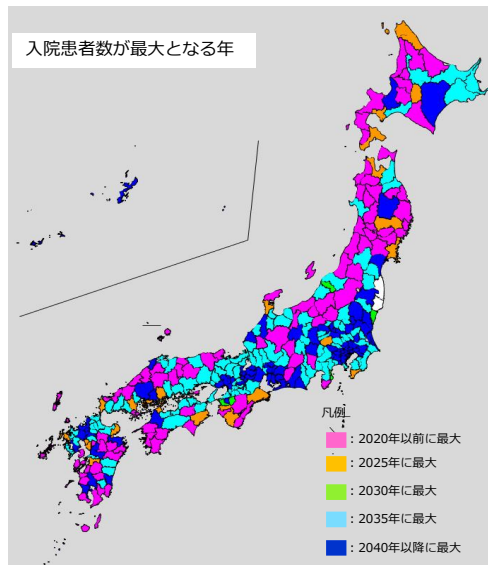 入院患者数が最大となる年
凡例
：2020年以前に最大
：2025年に最大
：2030年に最大
：2035年に最大
：2040年以降に最大